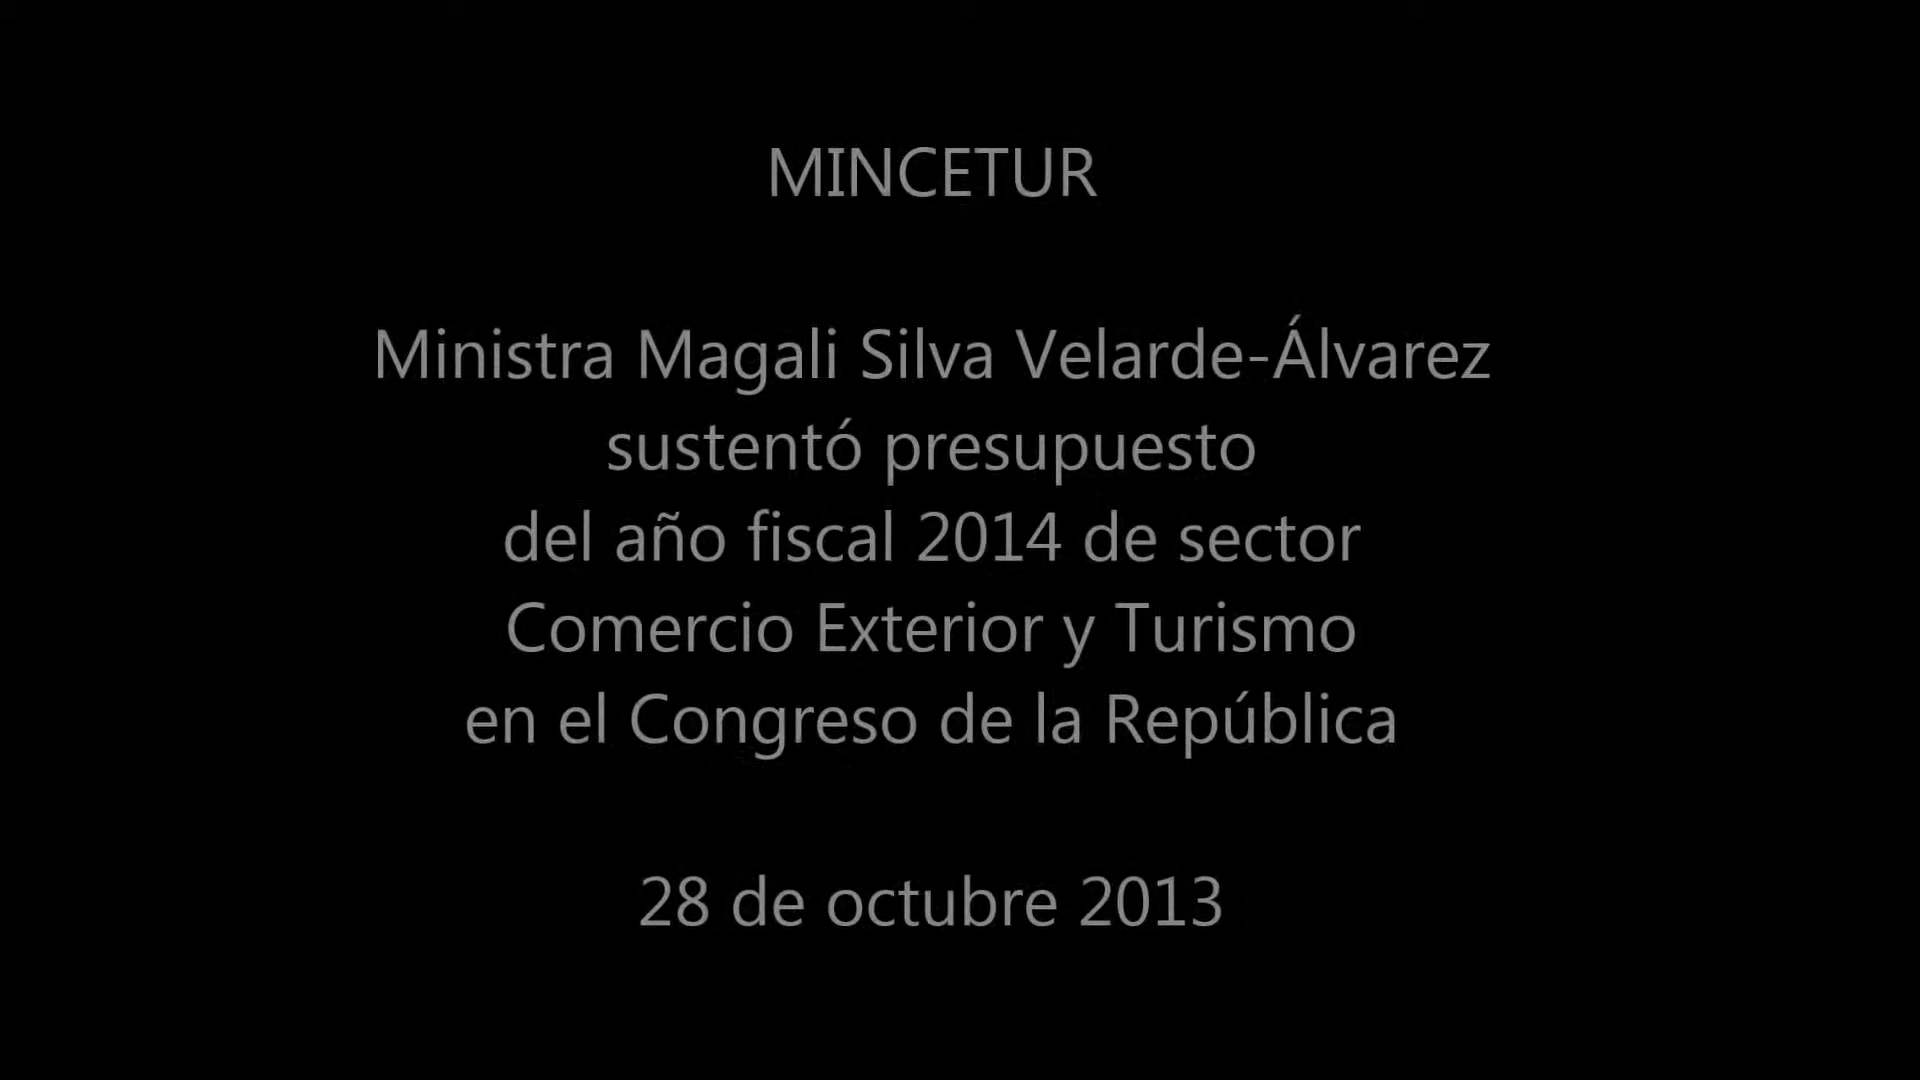 MINCETUR
Ministra Magali Silva Velarde-Álvarez
sustentó presupuesto
del año fiscal 2014 de sector
Comercio Exterior y Turismo
en el Congreso de la República
28 de octubre 2013